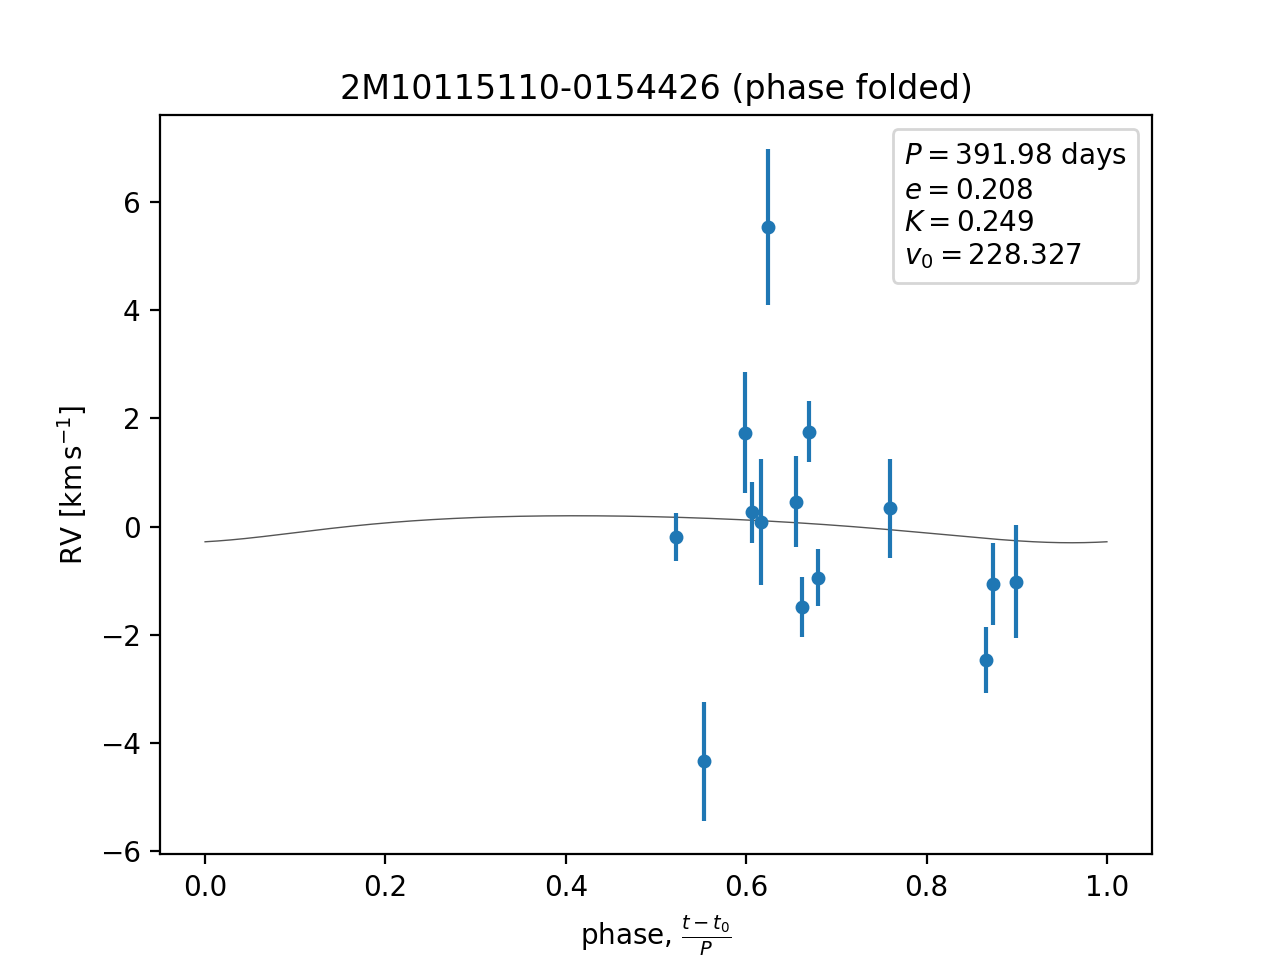 2M10115110-0154426 (phase folded)
P = 391.98 days
e = 0.208
K = 0.249
v₀ = 228.327
6
4
2
0
−2
−4
−6
RV [km s⁻¹]
0.0 0.2 0.4 0.6 0.8 1.0
phase, (t − t₀)/P